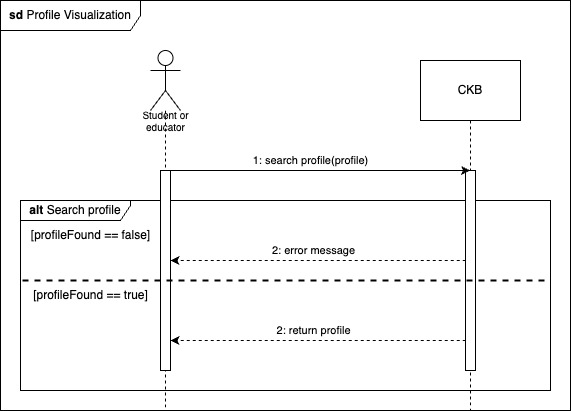 sd Profile Visualization
Student or
educator
CKB
1: search profile(profile)
alt Search profile
[profileFound == false]
2: error message
[profileFound == true]
2: return profile